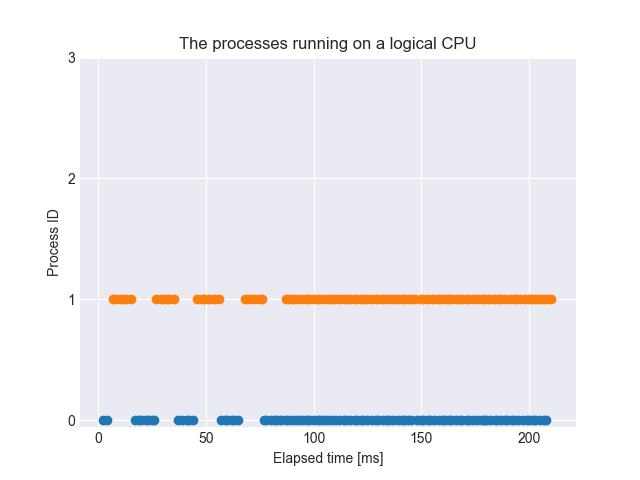 The processes running on a logical CPU
3
2
1
0
Process ID
0 50 100 150 200
Elapsed time [ms]